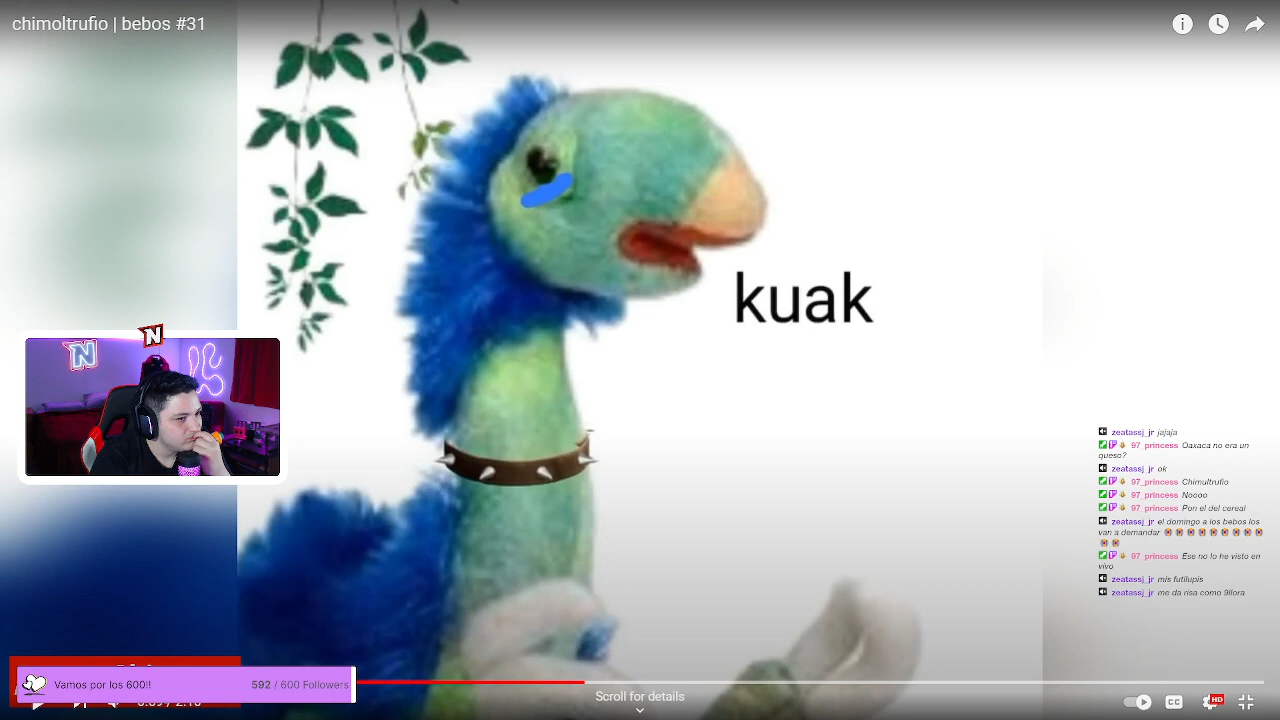 chimoltrufio | bebos #31
kuak
N
N
zeatassj_jr jajaja
97_princess Oaxaca no era un
queso?
zeatassj_jr ok
97_princess Chimultrufio
97_princess Noooo
97_princess Pon el del cereal
zeatassj_jr el domingo a los bebos los
van a demandar
97_princess Ese no lo he visto en
vivo
zeatassj_jr mis futilupis
zeatassj_jr me da risa como 9llora
Vamos por los 600!! 592 / 600 Followers
Scroll for details
CC
HD